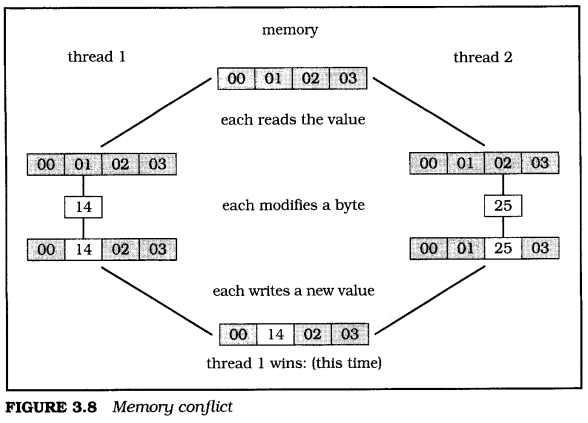 memory
thread 1
thread 2
00 01 02 03
each reads the value
00 01 02 03
00 01 02 03
14
each modifies a byte
25
00 14 02 03
00 01 25 03
each writes a new value
00 14 02 03
thread 1 wins: (this time)
FIGURE 3.8 Memory conflict